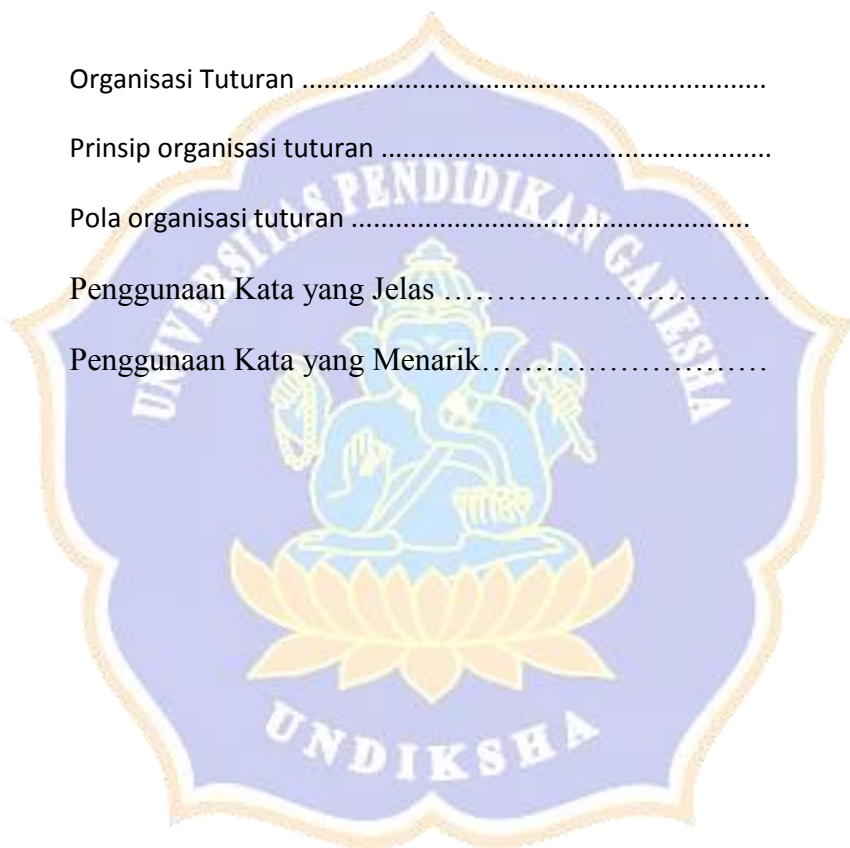 Organisasi Tuturan ................................................................
Prinsip organisasi tuturan .....................................................
Pola organisasi tuturan ......................................................
Penggunaan Kata yang Jelas ………………………….
Penggunaan Kata yang Menarik………………………
UNIVERSITAS PENDIDIKAN GANESHA
UNDIKSHA